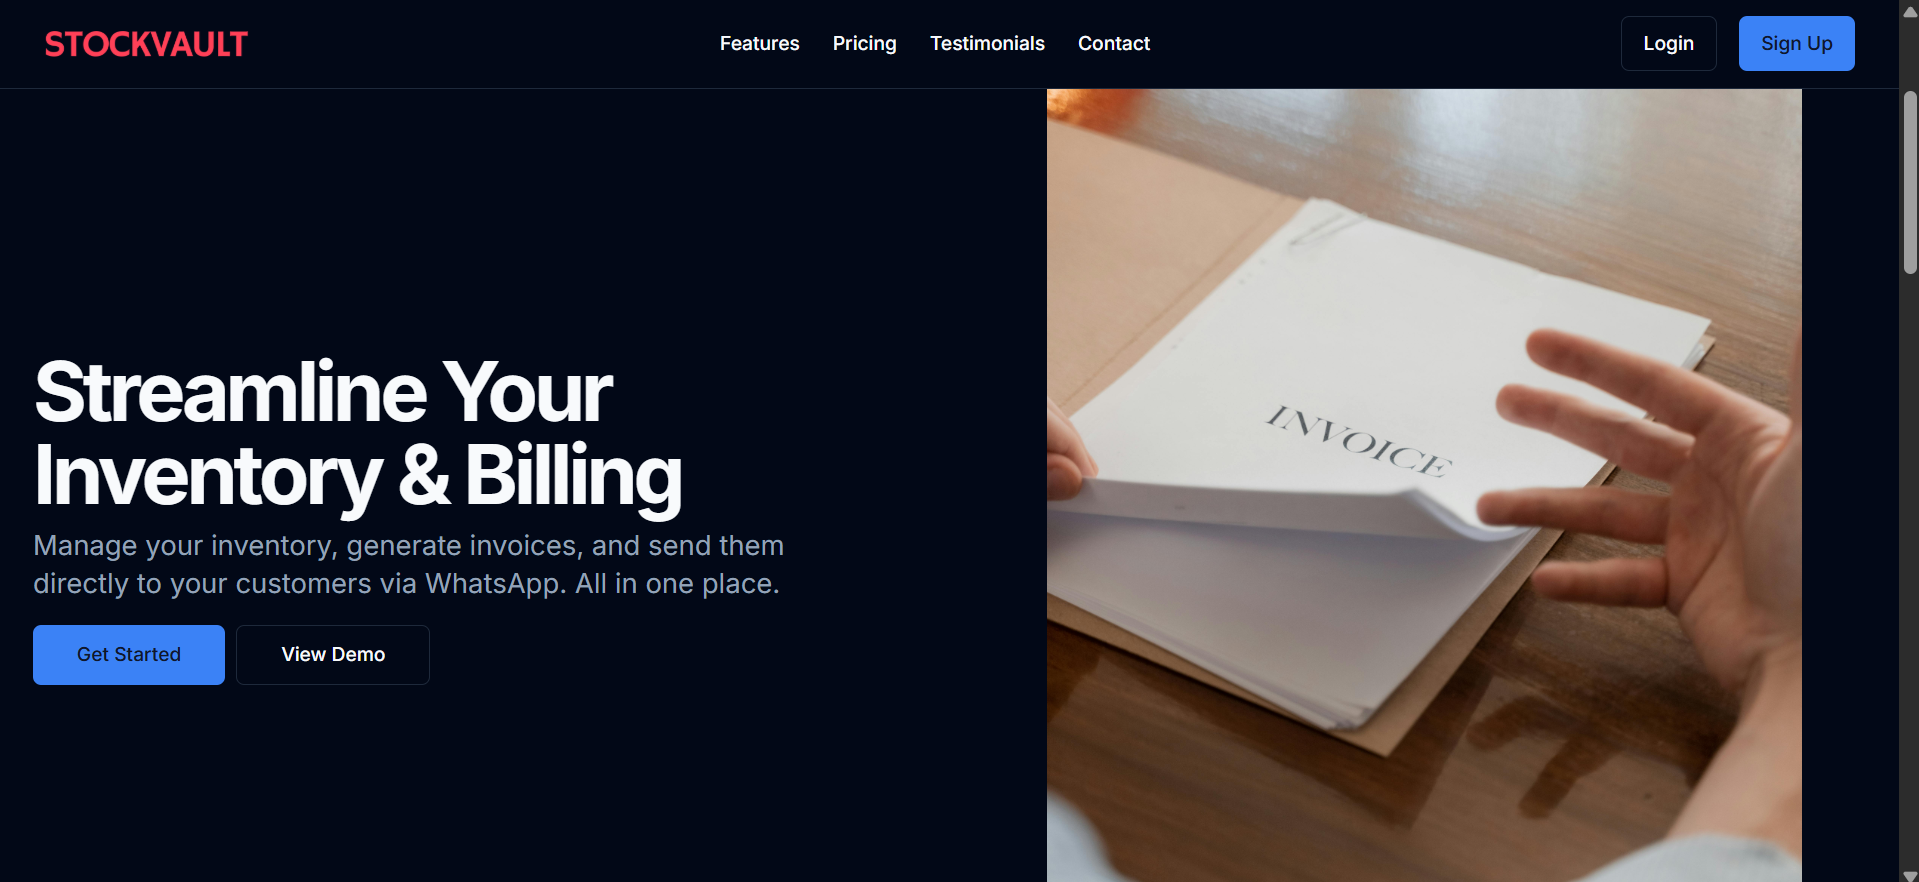 STOCKVAULT
Features
Pricing
Testimonials
Contact
Login
Sign Up
Streamline Your
Inventory & Billing
Manage your inventory, generate invoices, and send them
directly to your customers via WhatsApp. All in one place.
Get Started
View Demo
INVOICE